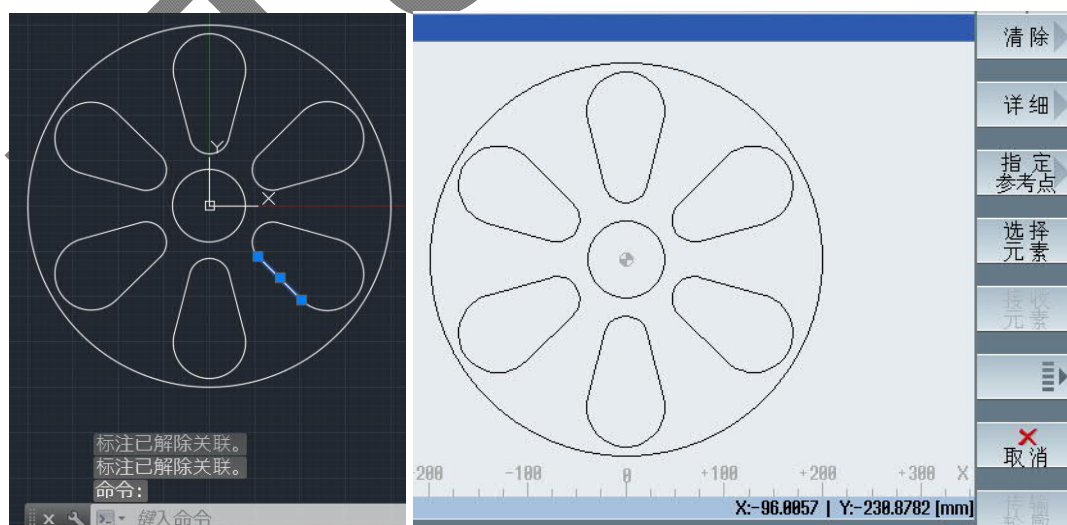 Y
X
标注已解除关联。
标注已解除关联。
命令:
键入命令
清除
详细
指定
参考点
选择
元素
接收
元素
取消
200 -100 0 +100 +200 +300 X
X:-96.0057 | Y:-230.8782 [mm]